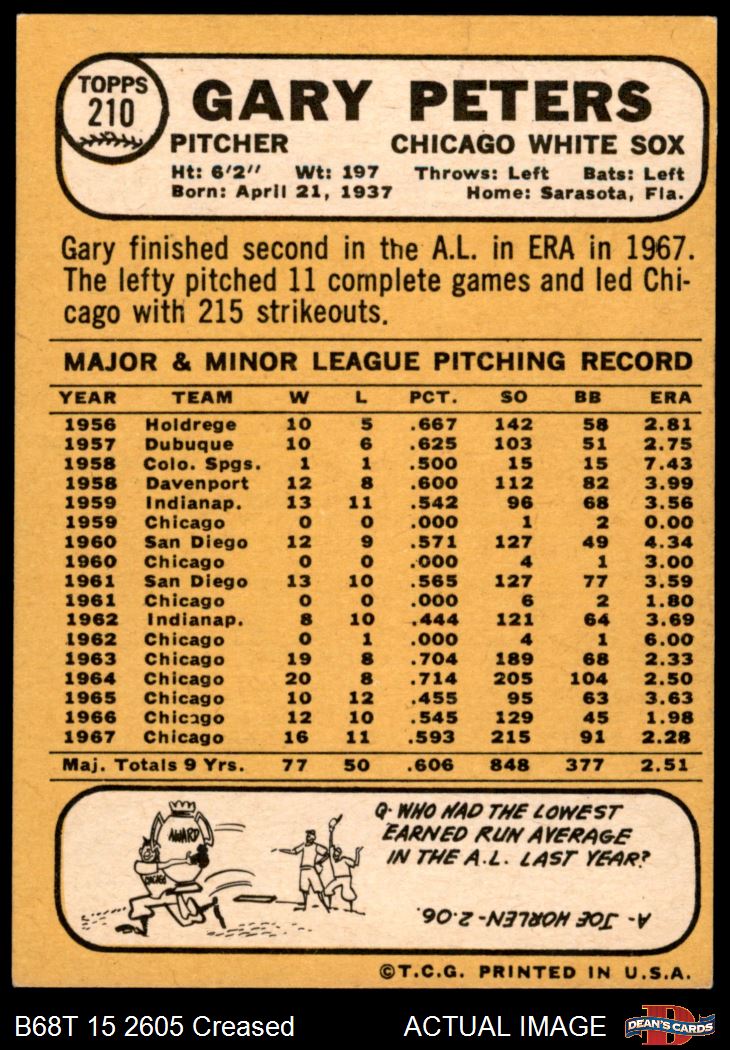 TOPPS
210
GARY PETERS
PITCHER CHICAGO WHITE SOX
Ht: 6'2" Wt: 197 Throws: Left Bats: Left
Born: April 21, 1937 Home: Sarasota, Fla.
Gary finished second in the A.L. in ERA in 1967.
The lefty pitched 11 complete games and led Chi-
cago with 215 strikeouts.
MAJOR & MINOR LEAGUE PITCHING RECORD
YEAR TEAM W L PCT. SO BB ERA
1956 Holdrege 10 5 .667 142 58 2.81
1957 Dubuque 10 6 .625 103 51 2.75
1958 Colo. Spgs. 1 1 .500 15 15 7.43
1958 Davenport 12 8 .600 112 82 3.99
1959 Indianap. 13 11 .542 96 68 3.56
1959 Chicago 0 0 .000 1 2 0.00
1960 San Diego 12 9 .571 127 49 4.34
1960 Chicago 0 0 .000 4 1 3.00
1961 San Diego 13 10 .565 127 77 3.59
1961 Chicago 0 0 .000 6 2 1.80
1962 Indianap. 8 10 .444 121 64 3.69
1962 Chicago 0 1 .000 4 1 6.00
1963 Chicago 19 8 .704 189 68 2.33
1964 Chicago 20 8 .714 205 104 2.50
1965 Chicago 10 12 .455 95 63 3.63
1966 Chicago 12 10 .545 129 45 1.98
1967 Chicago 16 11 .593 215 91 2.28
Maj. Totals 9 Yrs. 77 50 .606 848 377 2.51
AWARD
CHICAGO
Q- WHO HAD THE LOWEST
EARNED RUN AVERAGE
IN THE A.L. LAST YEAR?
A- JOE HORLEN-2.06.
©T.C.G. PRINTED IN U.S.A.
B68T 15 2605 Creased ACTUAL IMAGE
D
DEAN'S CARDS